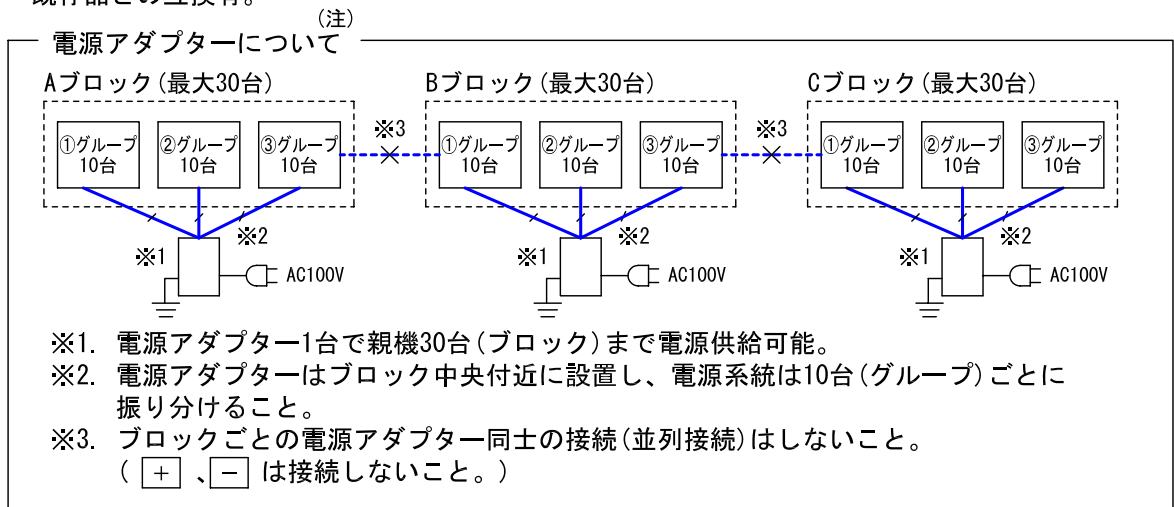 (注)
電源アダプターについて
Aブロック(最大30台) Bブロック(最大30台) Cブロック(最大30台)
①グループ ②グループ ③グループ ※3 ①グループ ②グループ ③グループ ※3 ①グループ ②グループ ③グループ
10台 10台 10台 10台 10台 10台 10台 10台 10台
※2 ※2 ※2
※1 ※1 ※1
AC100V AC100V AC100V
※1. 電源アダプター1台で親機30台(ブロック)まで電源供給可能。
※2. 電源アダプターはブロック中央付近に設置し、電源系統は10台(グループ)ごとに
振り分けること。
※3. ブロックごとの電源アダプター同士の接続(並列接続)はしないこと。
( + 、 - は接続しないこと。)